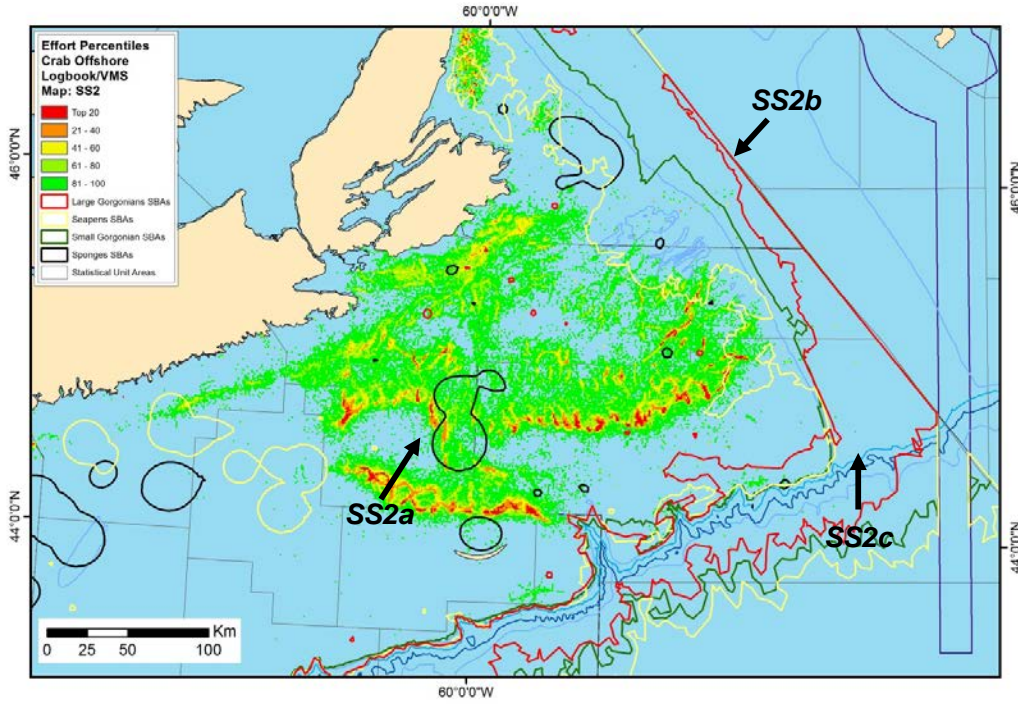 60°0'0"W
Effort Percentiles
Crab Offshore
Logbook/VMS
Map: SS2
Top 20
21 - 40
41 - 60
61 - 80
81 - 100
Large Gorgonians SBAs
Seapens SBAs
Small Gorgonian SBAs
Sponges SBAs
Statistical Unit Areas
SS2b
46°0'0"N
46°0'0"N
SS2a
SS2c
44°0'0"N
44°0'0"N
Km
0 25 50 100
60°0'0"W